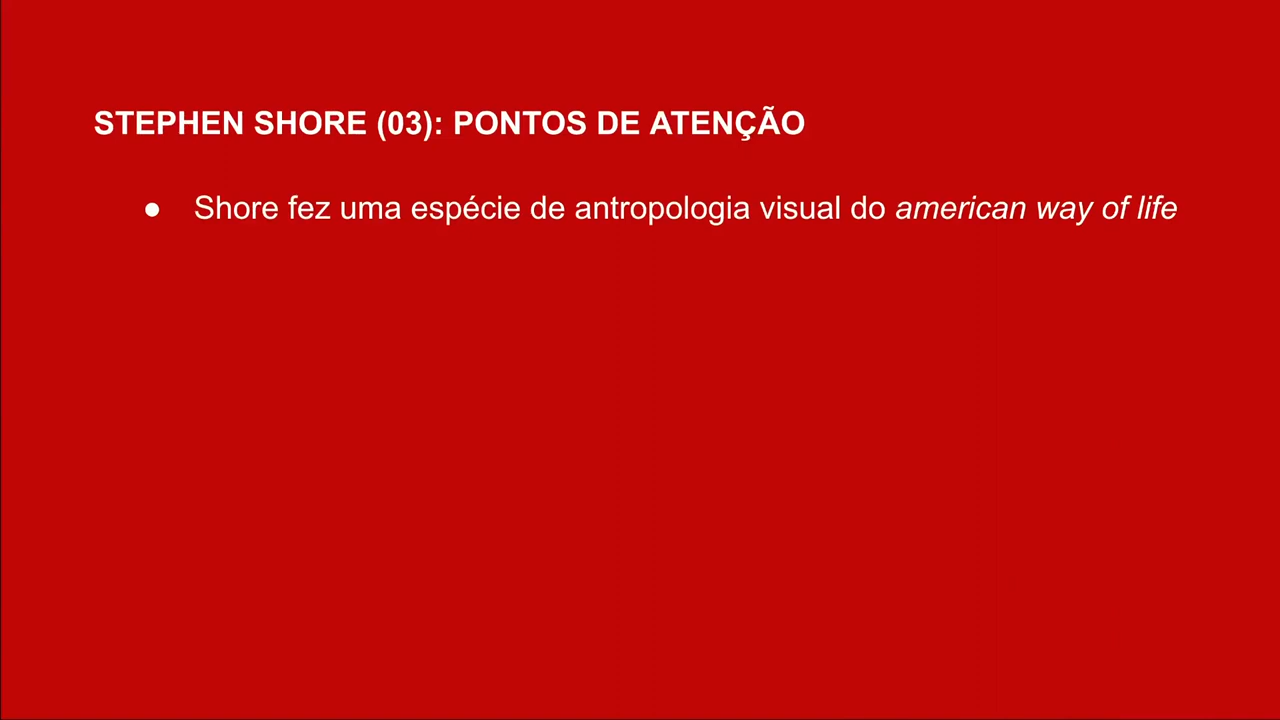 STEPHEN SHORE (03): PONTOS DE ATENÇÃO
● Shore fez uma espécie de antropologia visual do american way of life